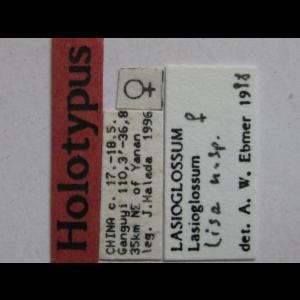 Holotypus
♀
CHINA c. 17.-18.5.
Ganguyi 110,3'-36,8
35km NE of Yanan
leg. J.Halada 1996
♀
LASIOGLOSSUM
Lasioglossum
lisa n.sp.
det. A. W. Ebmer 1998